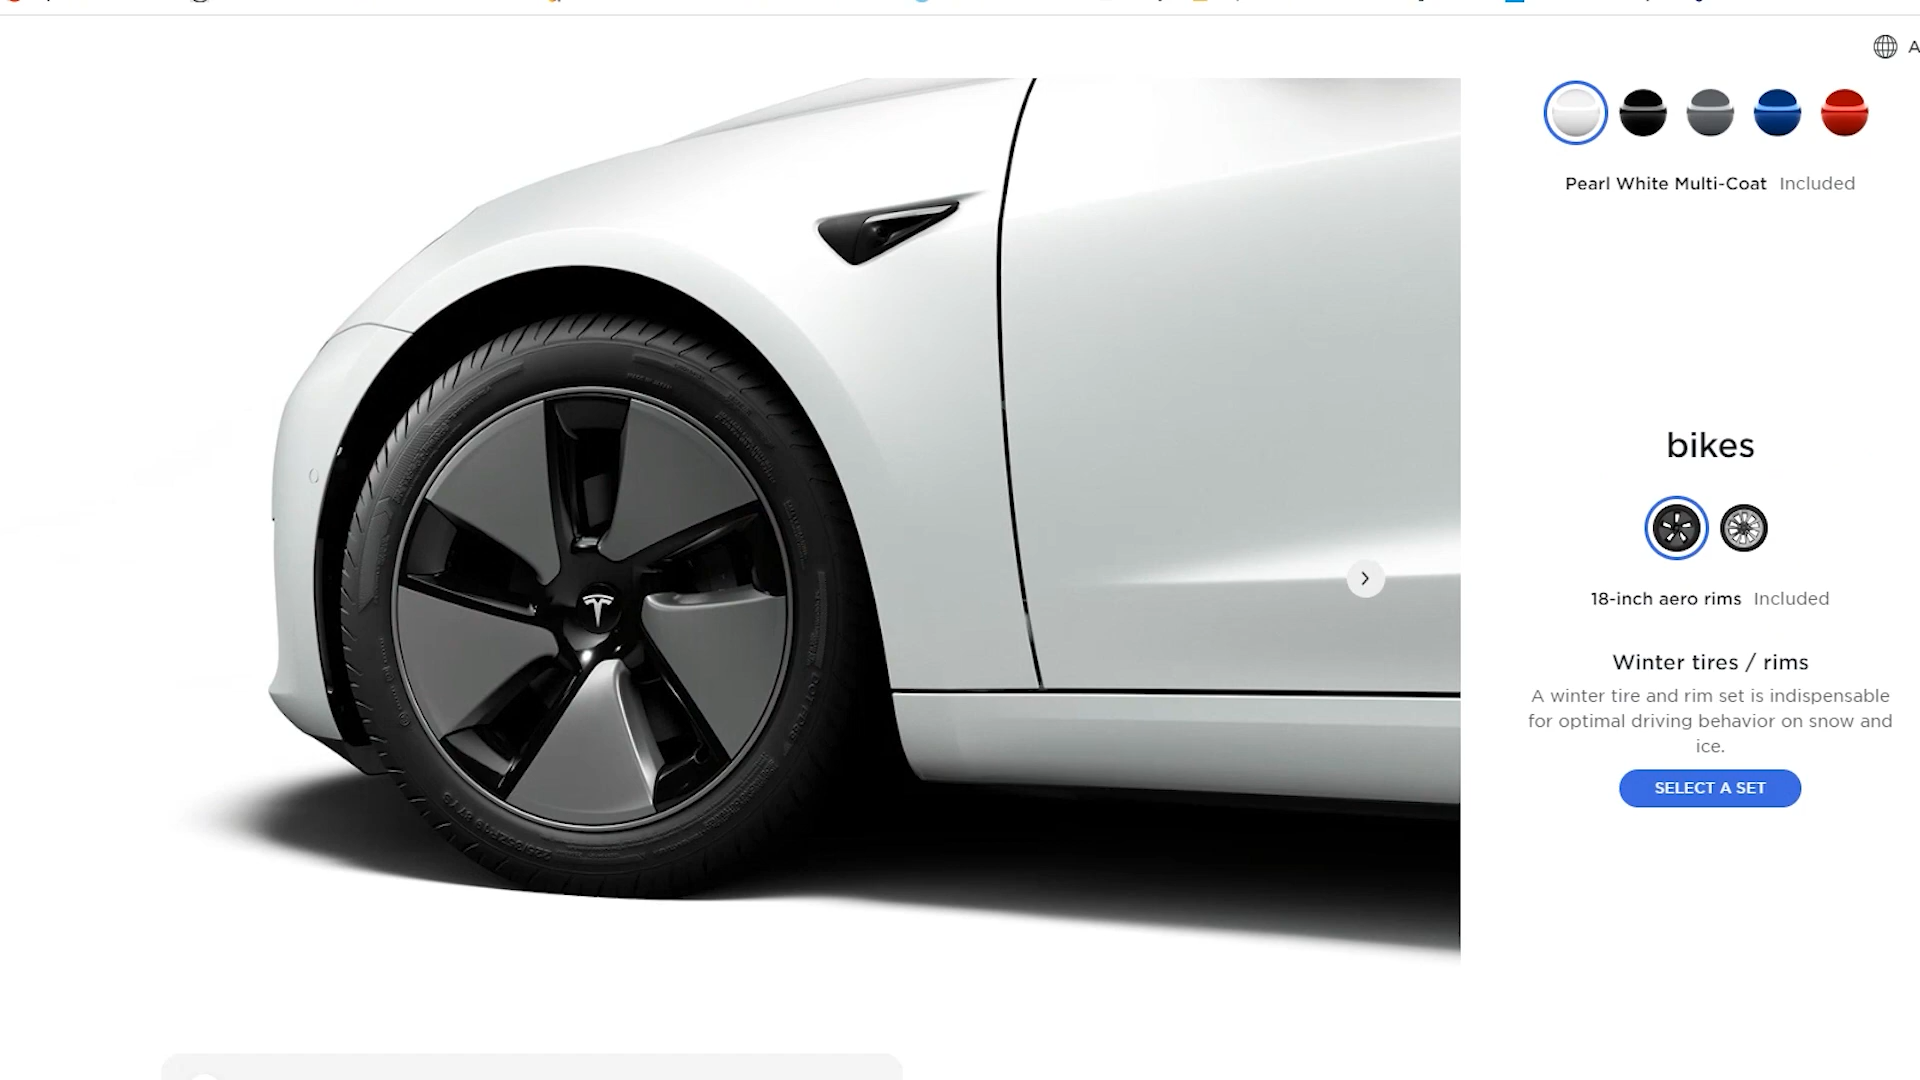 A
Pearl White Multi-Coat Included
bikes
18-inch aero rims Included
Winter tires / rims
A winter tire and rim set is indispensable
for optimal driving behavior on snow and
ice.
SELECT A SET